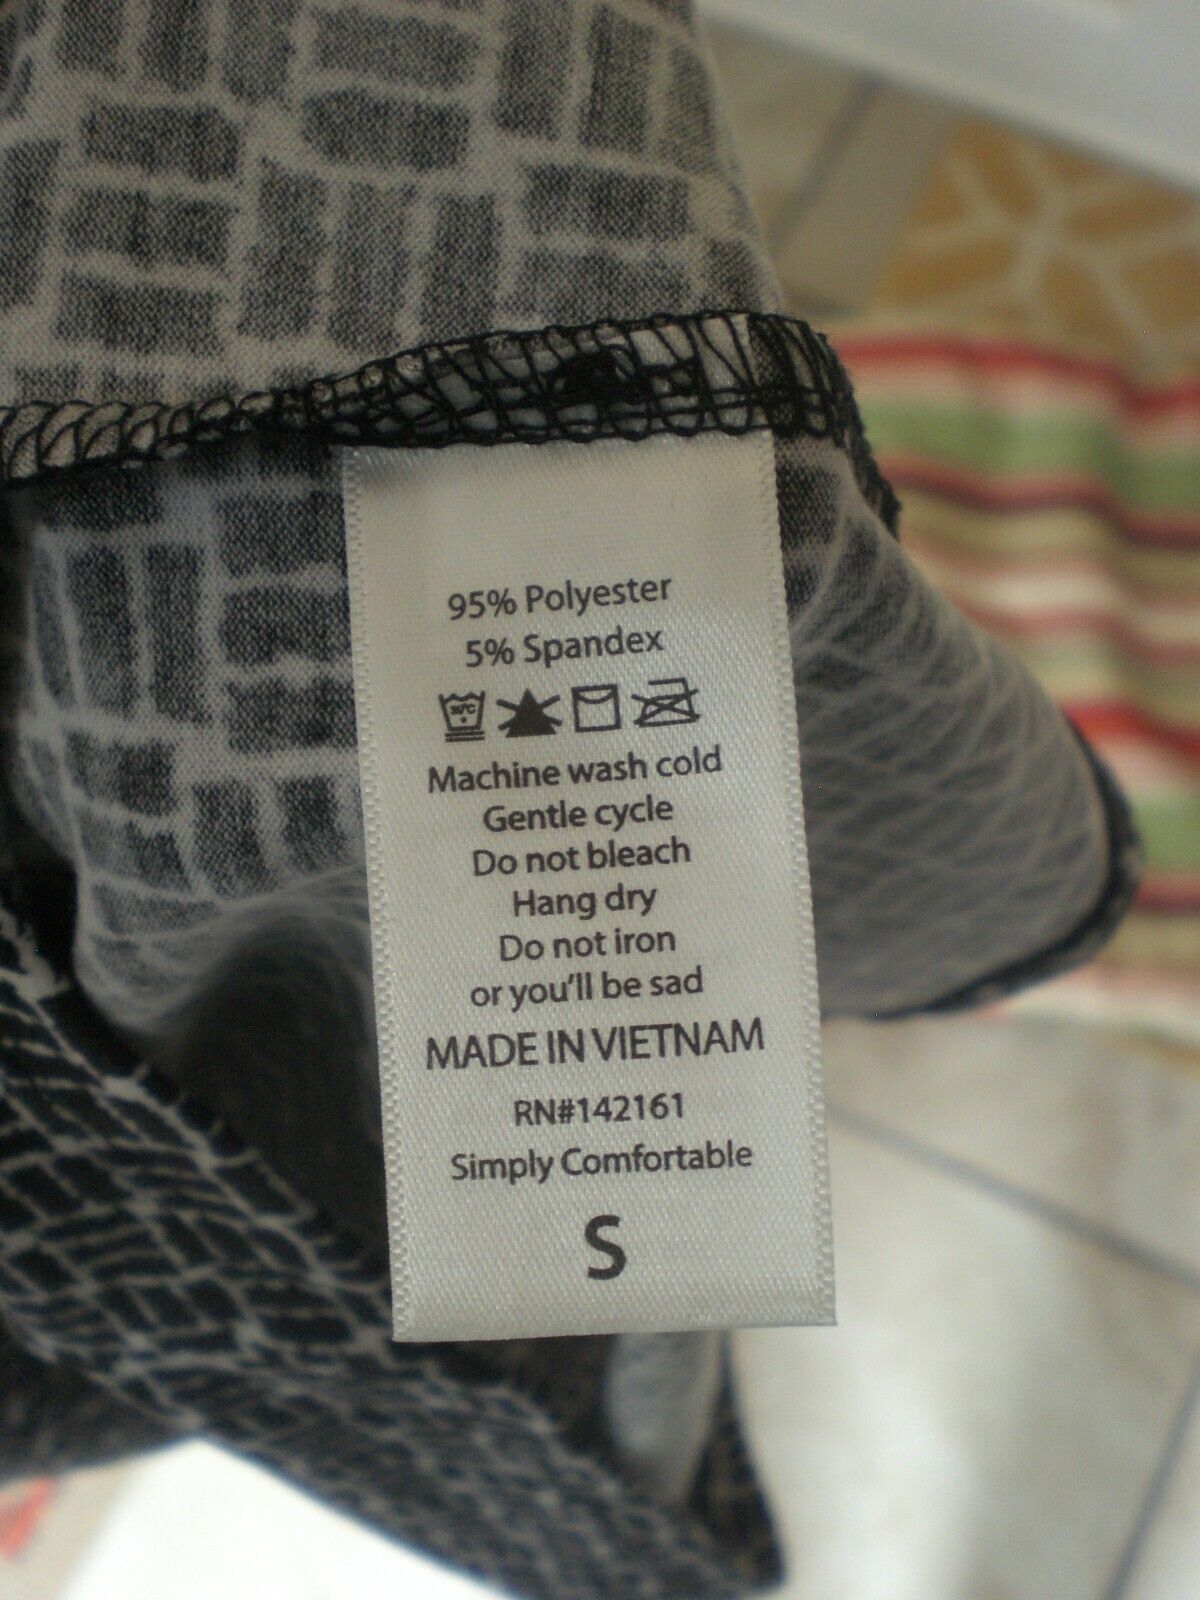 95% Polyester
5% Spandex
30°C
Machine wash cold
Gentle cycle
Do not bleach
Hang dry
Do not iron
or you'll be sad
MADE IN VIETNAM
RN#142161
Simply Comfortable
S